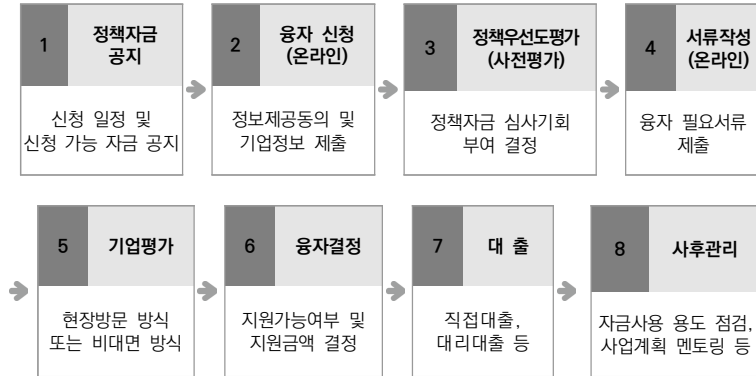 1
정책자금
공지
신청 일정 및
신청 가능 자금 공지
2
융자 신청
(온라인)
정보제공동의 및
기업정보 제출
3
정책우선도평가
(사전평가)
정책자금 심사기회
부여 결정
4
서류작성
(온라인)
융자 필요서류
제출
5
기업평가
현장방문 방식
또는 비대면 방식
6
융자결정
지원가능여부 및
지원금액 결정
7
대 출
직접대출,
대리대출 등
8
사후관리
자금사용 용도 점검,
사업계획 멘토링 등